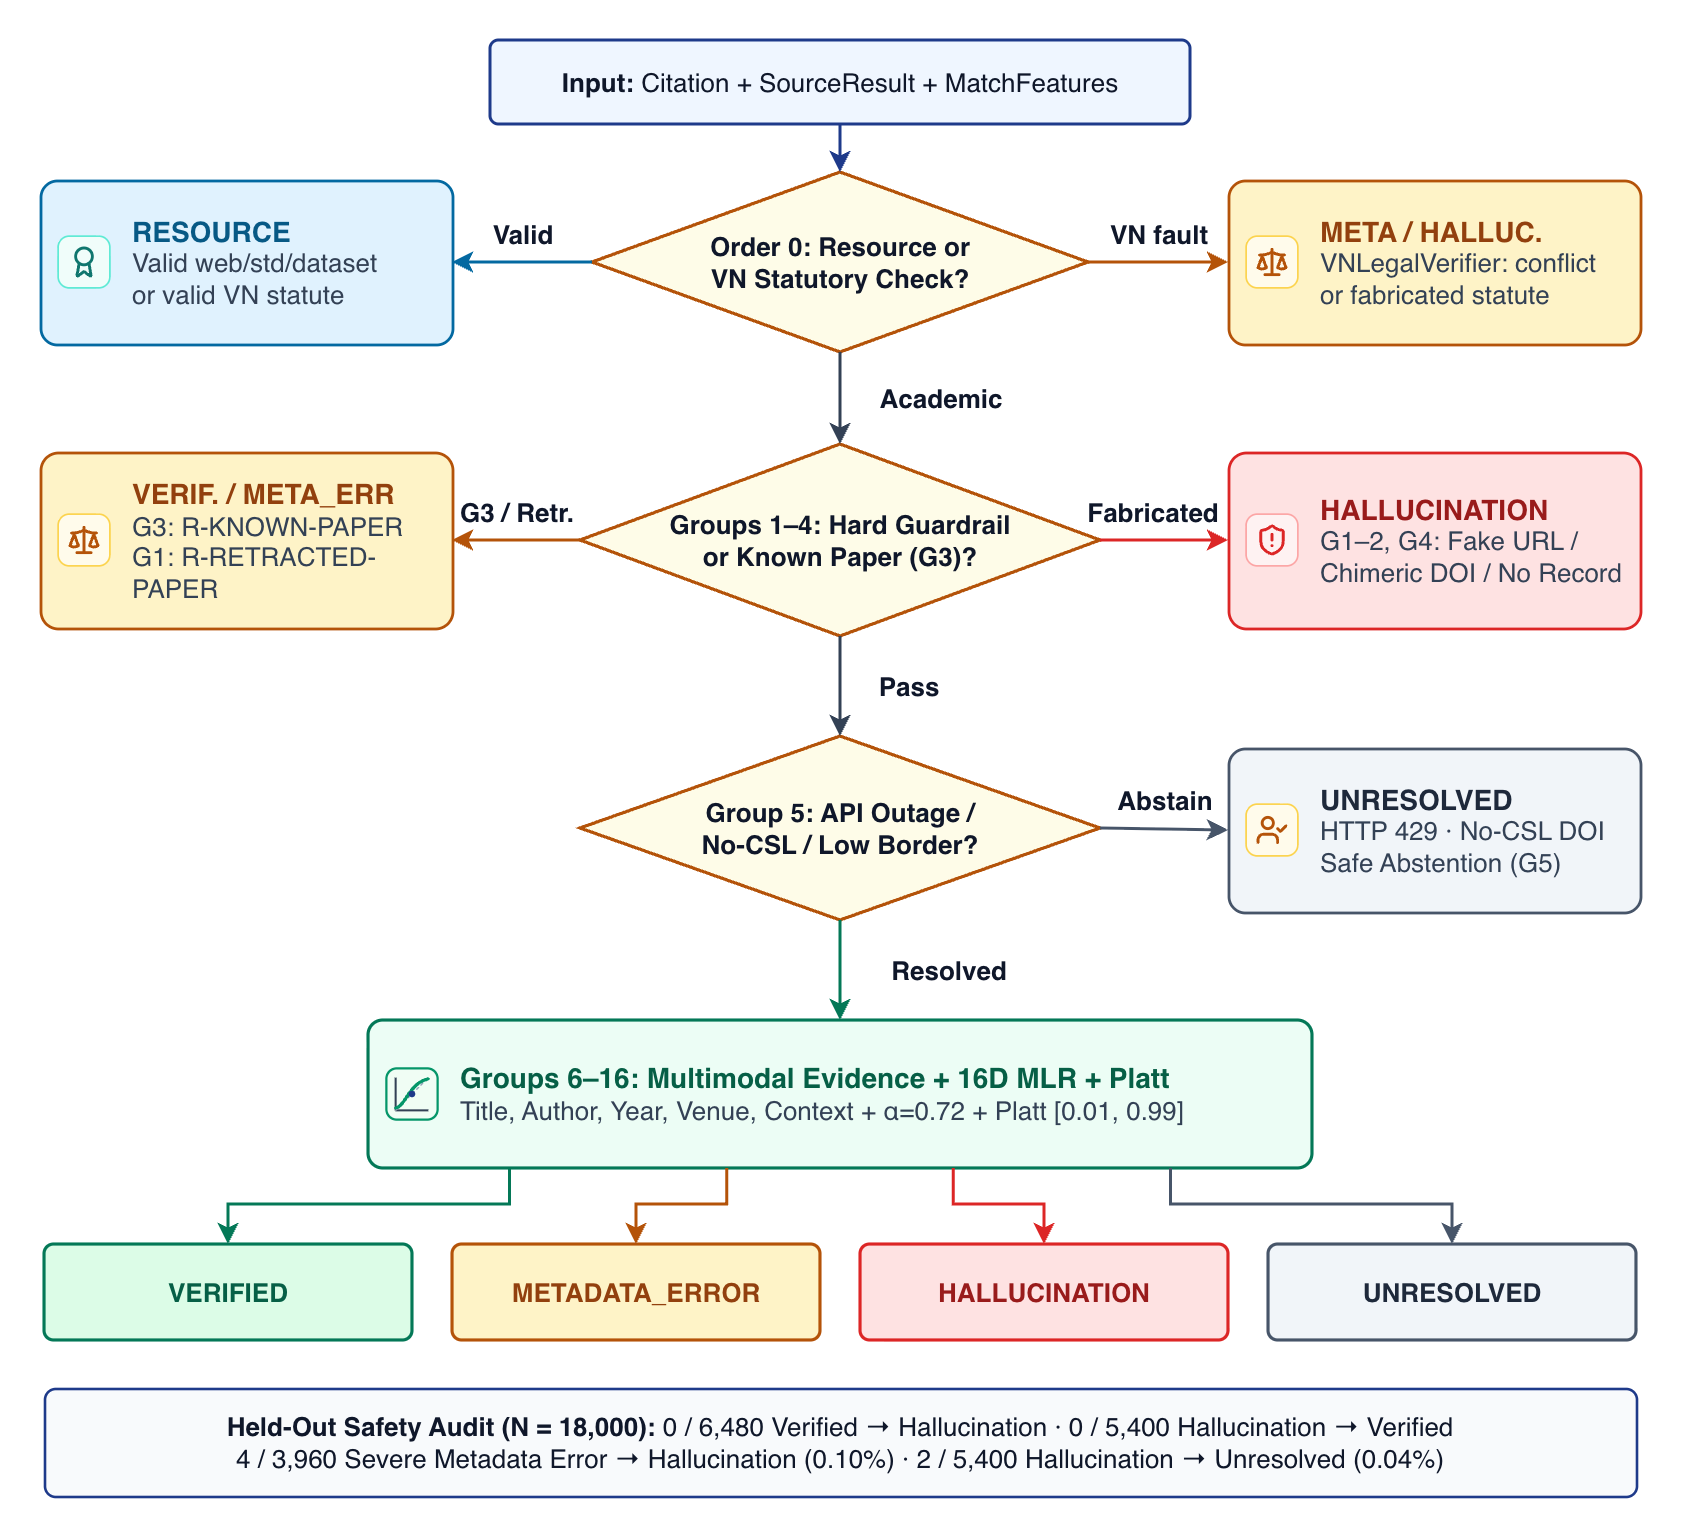 Input: Citation + SourceResult + MatchFeatures
RESOURCE
Valid web/std/dataset
or valid VN statute
Valid
Order 0: Resource or
VN Statutory Check?
VN fault
META / HALLUC.
VNLegalVerifier: conflict
or fabricated statute
Academic
VERIF. / META_ERR
G3: R-KNOWN-PAPER
G1: R-RETRACTED-
PAPER
G3 / Retr.
Groups 1–4: Hard Guardrail
or Known Paper (G3)?
Fabricated
HALLUCINATION
G1–2, G4: Fake URL /
Chimeric DOI / No Record
Pass
Group 5: API Outage /
No-CSL / Low Border?
Abstain
UNRESOLVED
HTTP 429 · No-CSL DOI
Safe Abstention (G5)
Resolved
Groups 6–16: Multimodal Evidence + 16D MLR + Platt
Title, Author, Year, Venue, Context + α=0.72 + Platt [0.01, 0.99]
VERIFIED
METADATA_ERROR
HALLUCINATION
UNRESOLVED
Held-Out Safety Audit (N = 18,000): 0 / 6,480 Verified → Hallucination · 0 / 5,400 Hallucination → Verified
4 / 3,960 Severe Metadata Error → Hallucination (0.10%) · 2 / 5,400 Hallucination → Unresolved (0.04%)